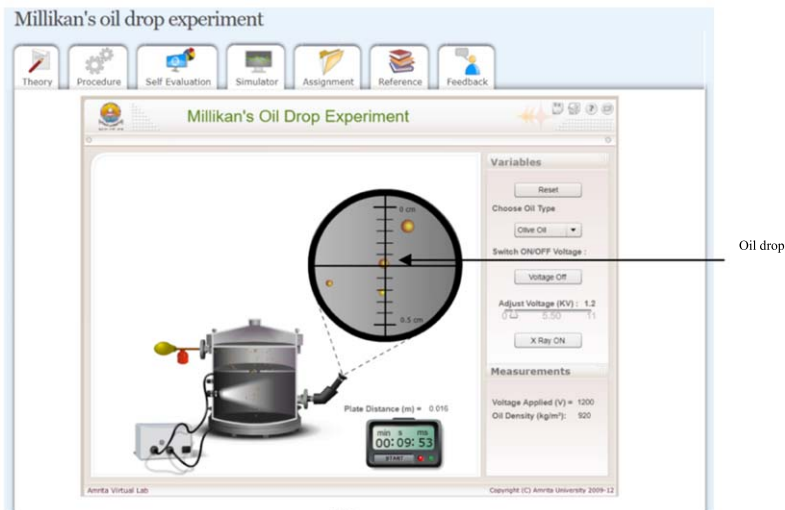 Millikan's oil drop experiment
Theory
Procedure
Self Evaluation
Simulator
Assignment
Reference
Feedback
Millikan's Oil Drop Experiment
Variables
Reset
Choose Oil Type
Olive Oil
Switch ON/OFF Voltage :
Voltage Off
Adjust Voltage (KV) : 1.2
0 5.50 11
X Ray ON
Measurements
Voltage Applied (V) = 1200
Oil Density (kg/m³): 920
0 cm
0.5 cm
Oil drop
Plate Distance (m) = 0.016
min s ms
00:09:53
START
Amrita Virtual Lab
Copyright (C) Amrita University 2009-12